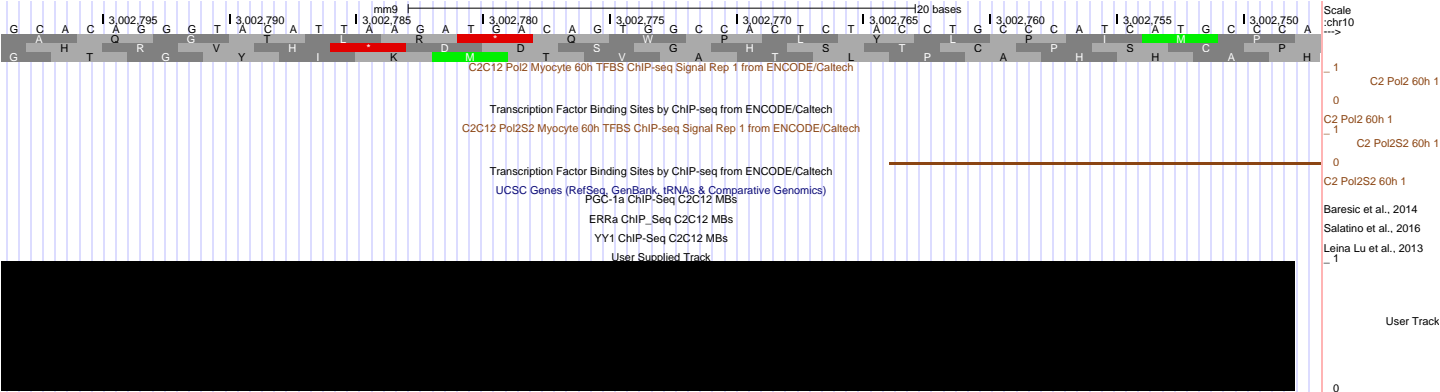 mm9 20 bases Scale
3,002,795 3,002,790 3,002,785 3,002,780 3,002,775 3,002,770 3,002,765 3,002,760 3,002,755 3,002,750 :chr10
G C A C A G G G T A C A T T A A G A T G A C A G T G G C C A C T C T A C C T G C C C A T C A T G C C C A --->
A Q G T L R * Q W P L Y L P I M P
H R V H * D D S G H S T C P S C P
G T G Y I K M T V A T L P A H H A H
C2C12 Pol2 Myocyte 60h TFBS ChIP-seq Signal Rep 1 from ENCODE/Caltech
1
C2 Pol2 60h 1
0
Transcription Factor Binding Sites by ChIP-seq from ENCODE/Caltech
C2 Pol2 60h 1
C2C12 Pol2S2 Myocyte 60h TFBS ChIP-seq Signal Rep 1 from ENCODE/Caltech
1
C2 Pol2S2 60h 1
0
Transcription Factor Binding Sites by ChIP-seq from ENCODE/Caltech
C2 Pol2S2 60h 1
UCSC Genes (RefSeq, GenBank, tRNAs & Comparative Genomics)
PGC-1a ChIP-Seq C2C12 MBs
Baresic et al., 2014
ERRa ChIP_Seq C2C12 MBs
Salatino et al., 2016
YY1 ChIP-Seq C2C12 MBs
Leina Lu et al., 2013
User Supplied Track
1
User Track
0